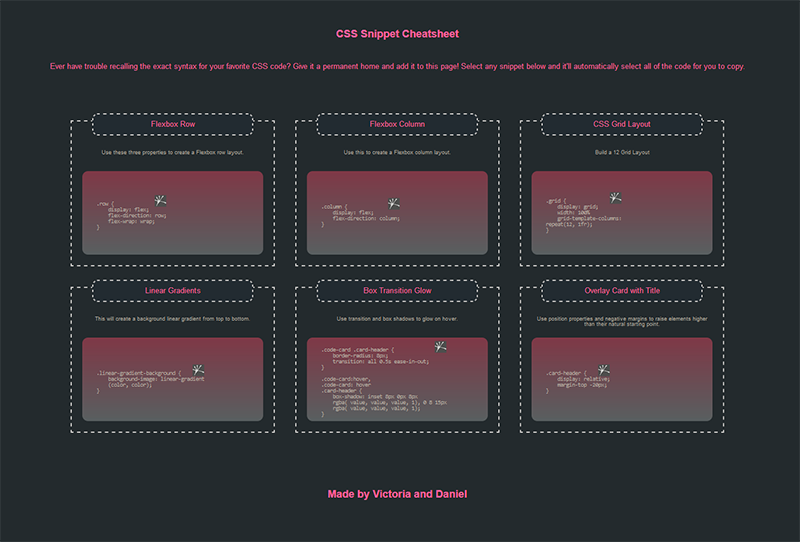 CSS Snippet Cheatsheet
Ever have trouble recalling the exact syntax for your favorite CSS code? Give it a permanent home and add it to this page! Select any snippet below and it'll automatically select all of the code for you to copy.
Flexbox Row
Use these three properties to create a Flexbox row layout.
.row {
display: flex;
flex-direction: row;
flex-wrap: wrap;
}
Flexbox Column
Use this to create a Flexbox column layout.
.column {
display: flex;
flex-direction: column;
}
CSS Grid Layout
Build a 12 Grid Layout
.grid {
display: grid;
width: 100%
grid-template-columns:
repeat(12, 1fr);
}
Linear Gradients
This will create a background linear gradient from top to bottom.
.linear-gradient-background {
background-image: linear-gradient
(color, color);
}
Box Transition Glow
Use transition and box shadows to glow on hover.
.code-card .card-header {
border-radius: 8px;
transition: all 0.5s ease-in-out;
}
.code-card:hover,
.code-card: hover
.card-header {
box-shadow: inset 0px 0px 8px
rgba( value, value, value, 1), 0 0 15px
rgba( value, value, value, 1);
}
Overlay Card with Title
Use position properties and negative margins to raise elements higher
than their natural starting point.
.card-header {
display: relative;
margin-top -20px;
}
Made by Victoria and Daniel